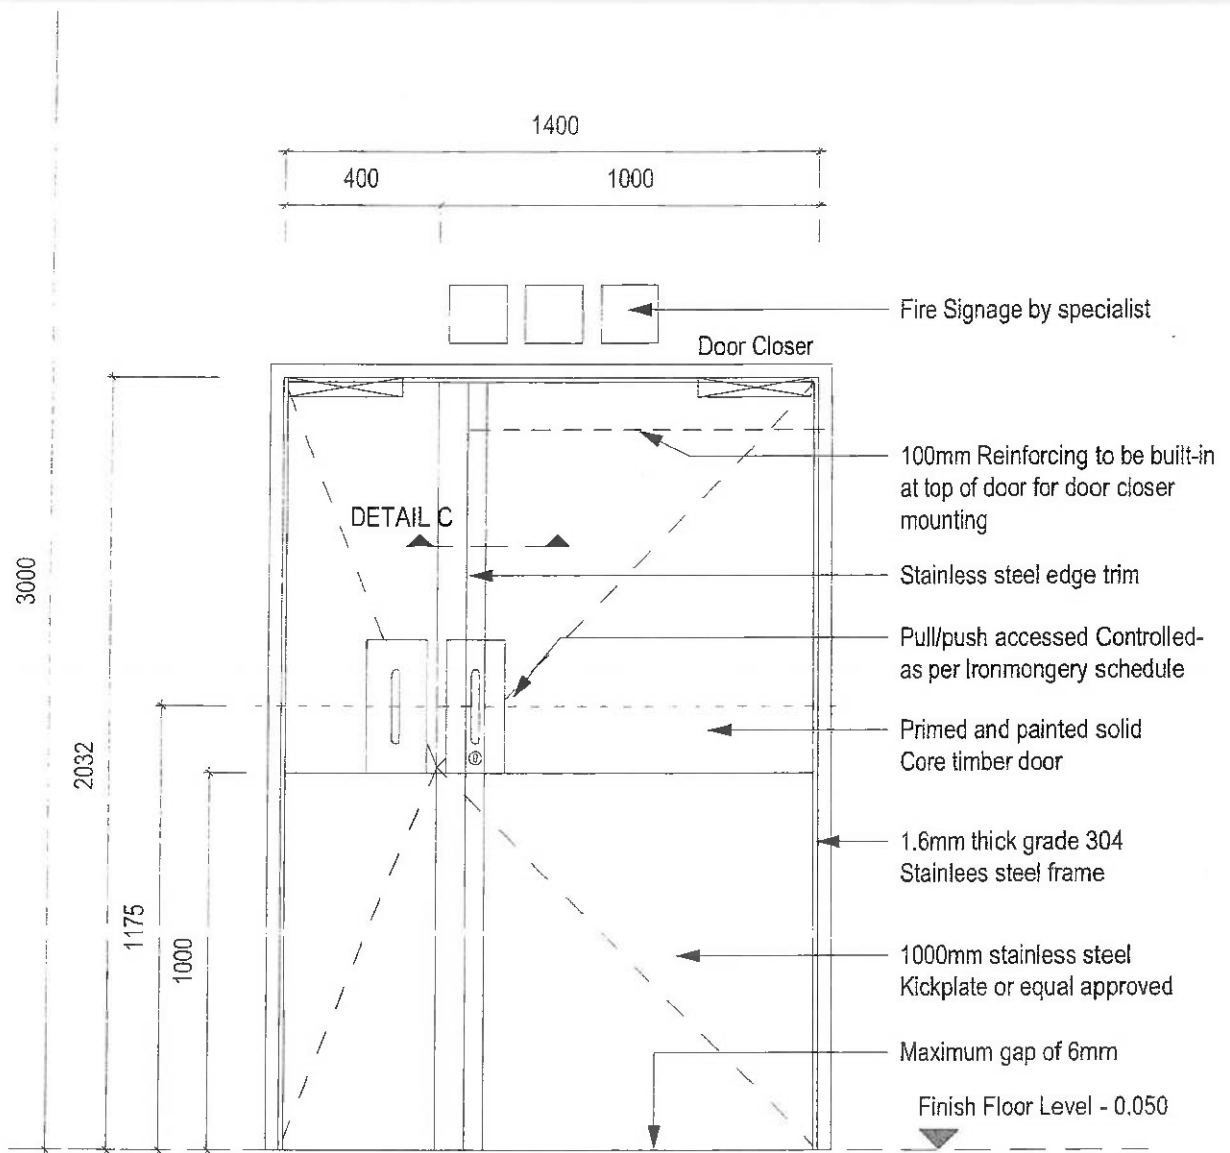 1400
400
1000
Fire Signage by specialist
Door Closer
100mm Reinforcing to be built-in
at top of door for door closer
mounting
DETAIL C
Stainless steel edge trim
3000
Pull/push accessed Controlled-
as per Ironmongery schedule
Primed and painted solid
Core timber door
2032
1.6mm thick grade 304
Stainlees steel frame
1175
1000
1000mm stainless steel
Kickplate or equal approved
Maximum gap of 6mm
Finish Floor Level - 0.050